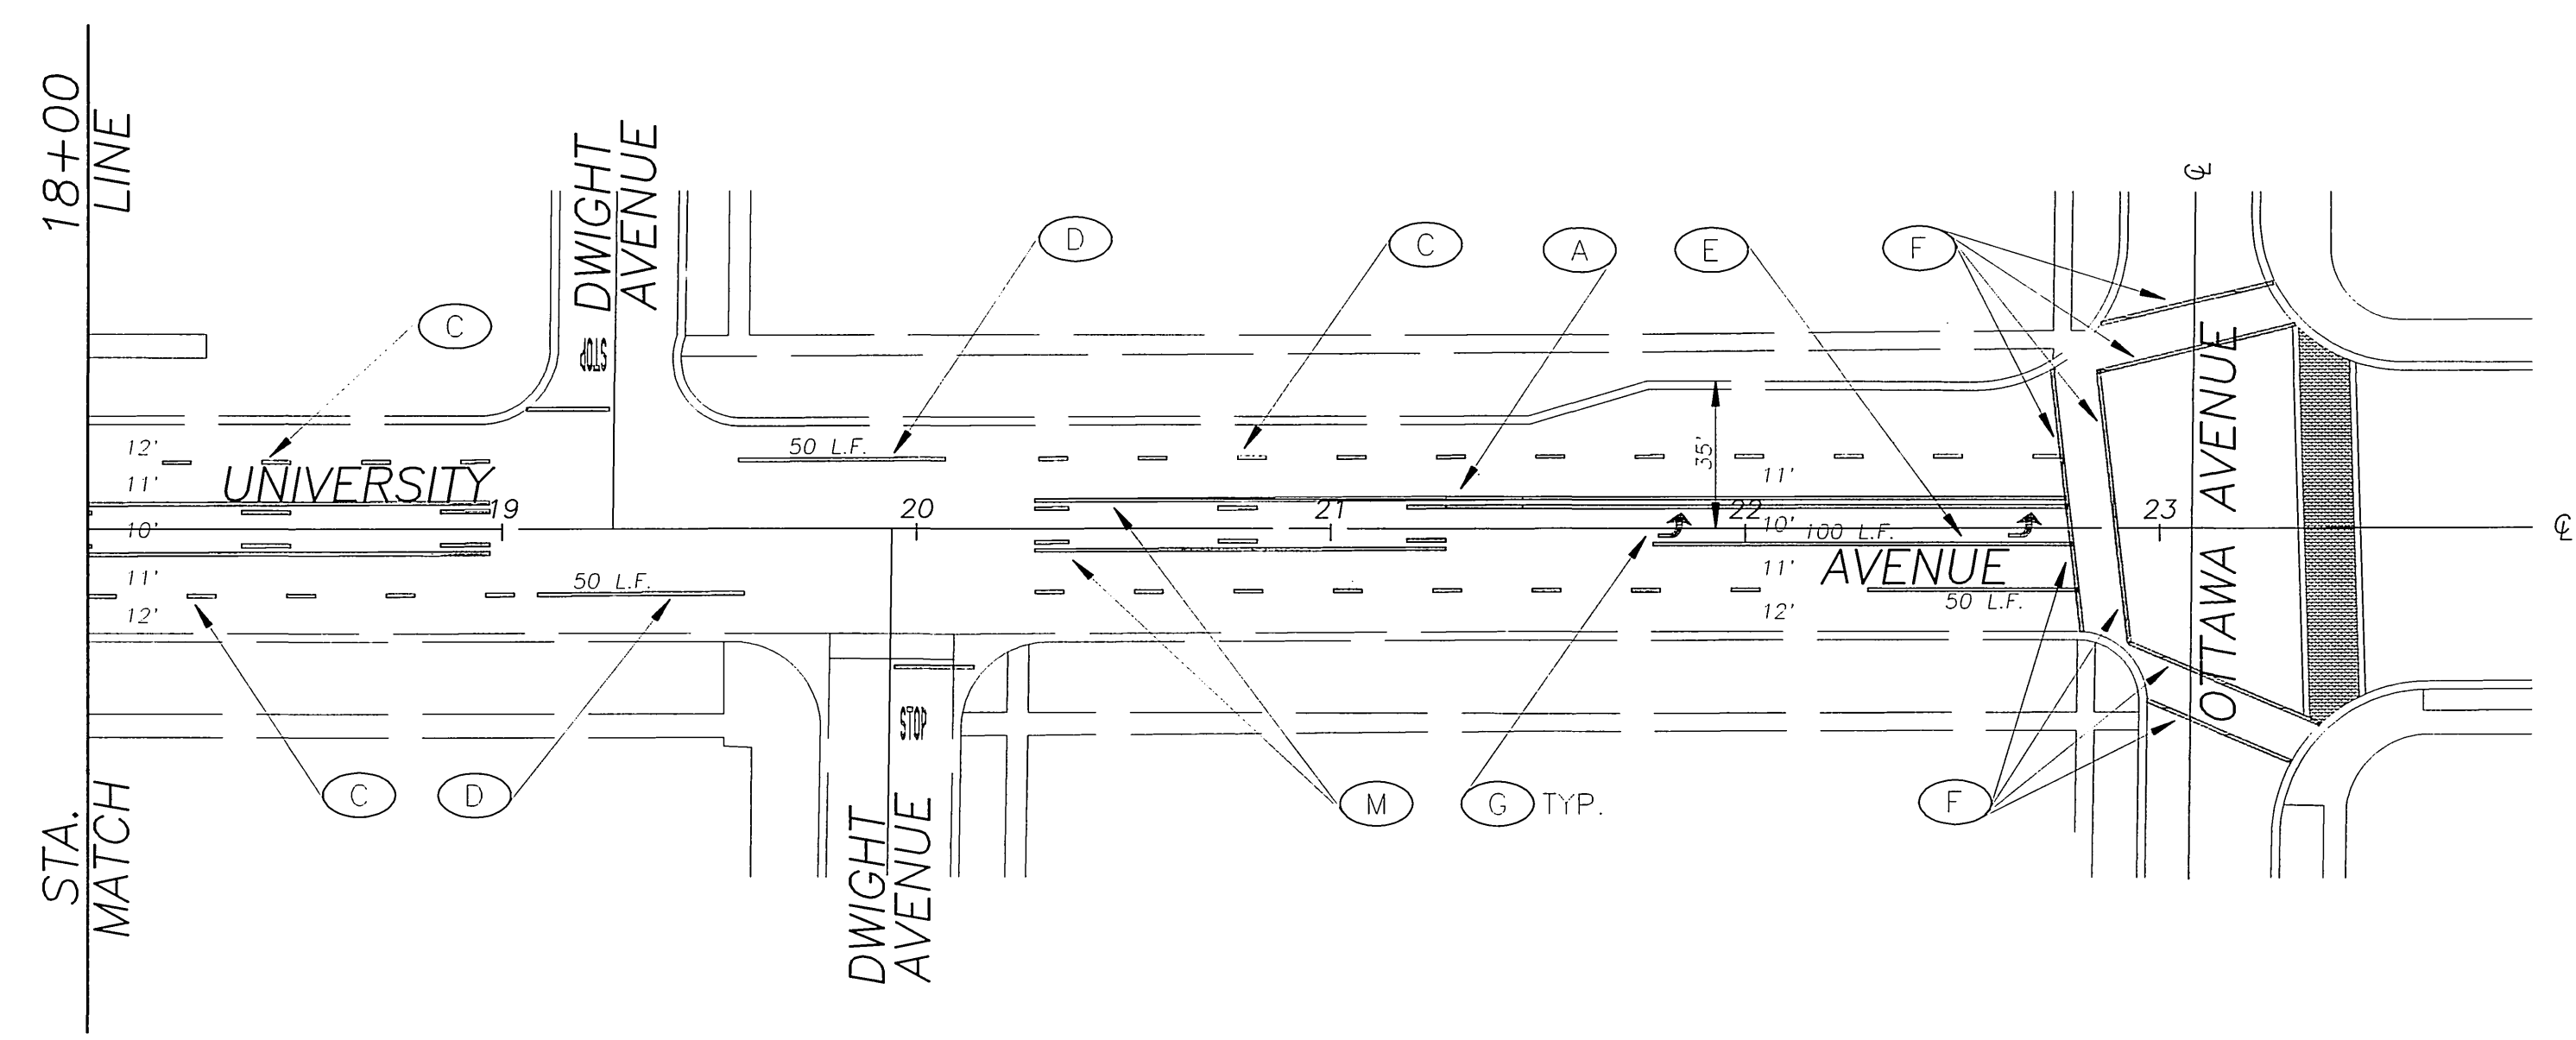 18+00
LINE
STA.
MATCH
DWIGHT
AVENUE
STOP
C
D
C
A
E
F
℄
12'
UNIVERSITY
11'
10'
11'
12'
19
20
21
22
23
50 L.F.
50 L.F.
35'
11'
10'
100 L.F.
11'
AVENUE
50 L.F.
12'
OTTAWA AVENUE
℄
STOP
DWIGHT
AVENUE
C
D
M
G TYP.
F